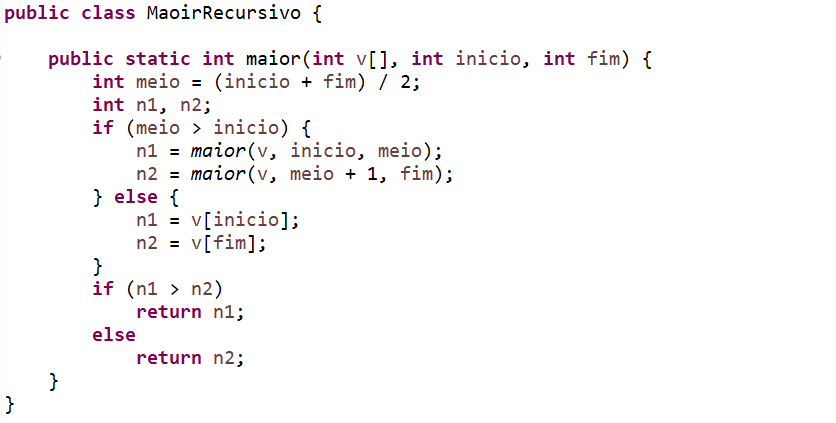 public class MaoirRecursivo {
public static int maior(int v[], int inicio, int fim) {
int meio = (inicio + fim) / 2;
int n1, n2;
if (meio > inicio) {
n1 = maior(v, inicio, meio);
n2 = maior(v, meio + 1, fim);
} else {
n1 = v[inicio];
n2 = v[fim];
}
if (n1 > n2)
return n1;
else
return n2;
}
}